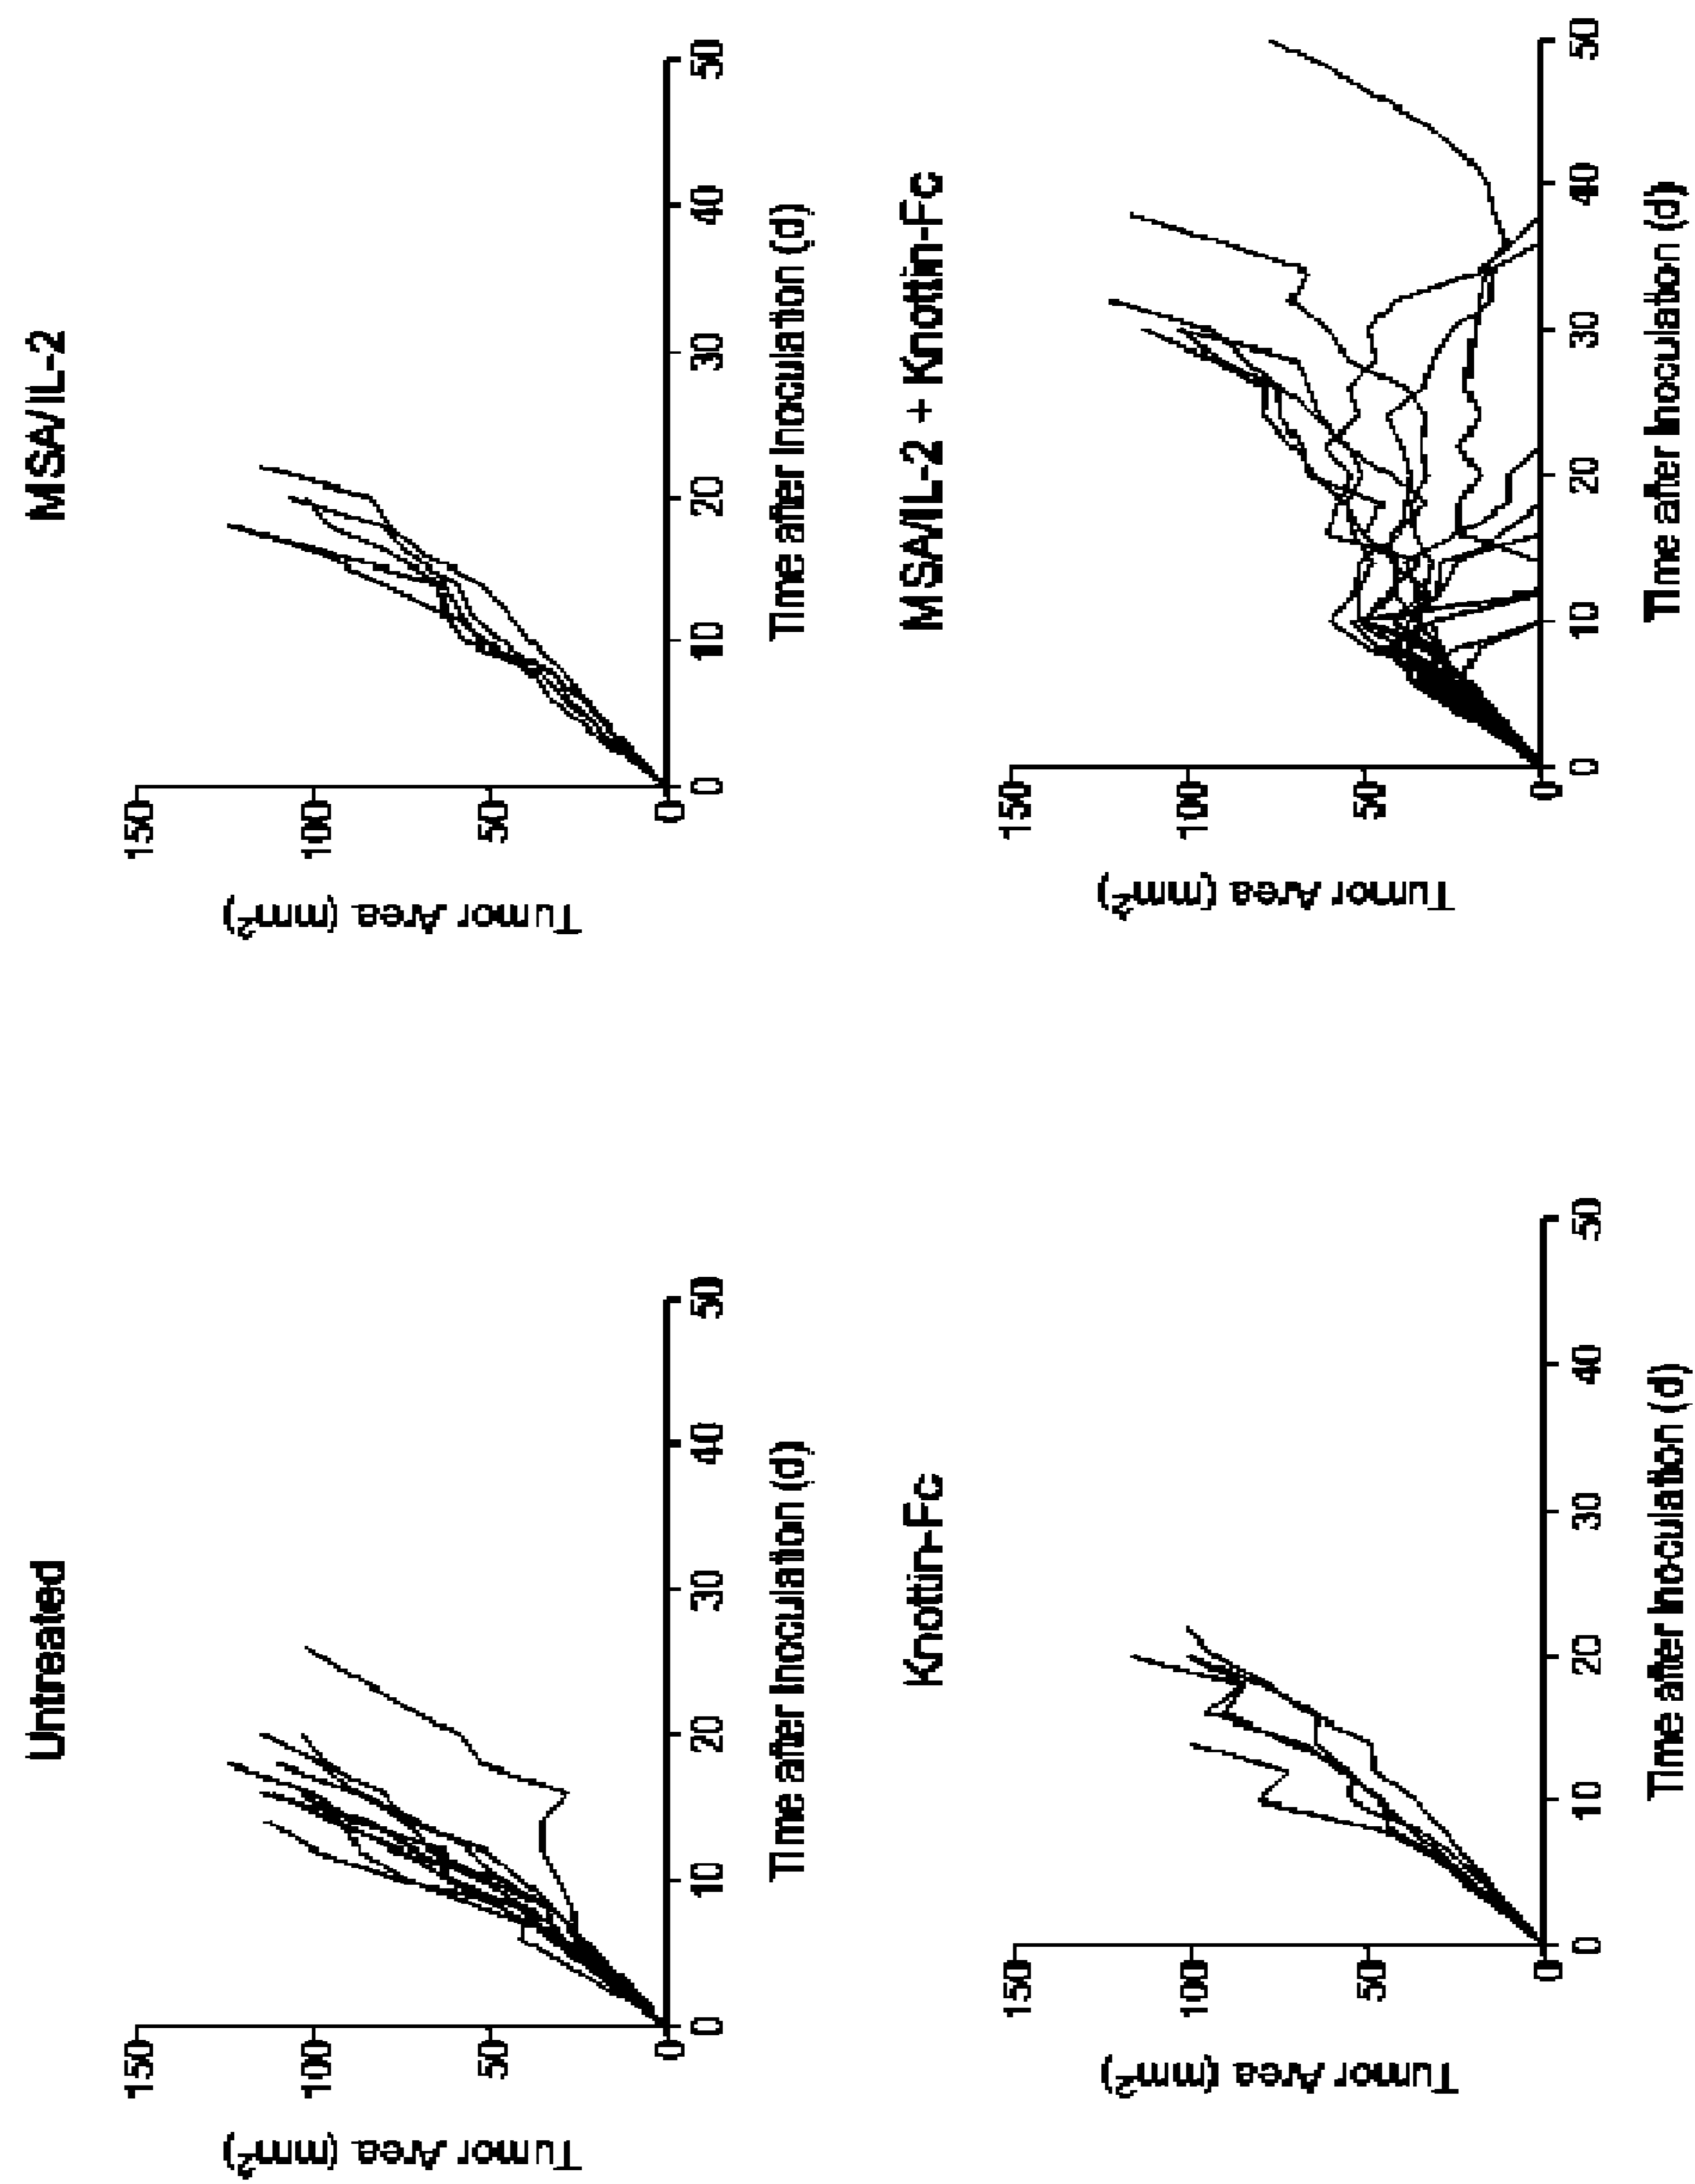 Untreated
Tumor Area (mm²)
150
100
50
0
0 10 20 30 40 50
Time after Inoculation (d)
MSA/IL-2
Tumor Area (mm²)
150
100
50
0
0 10 20 30 40 50
Time after Inoculation (d)
Knottin-Fc
Tumor Area (mm²)
150
100
50
0
0 10 20 30 40 50
Time after Inoculation (d)
MSA/IL-2 + Knottin-Fc
Tumor Area (mm²)
150
100
50
0
0 10 20 30 40 50
Time after Inoculation (d)